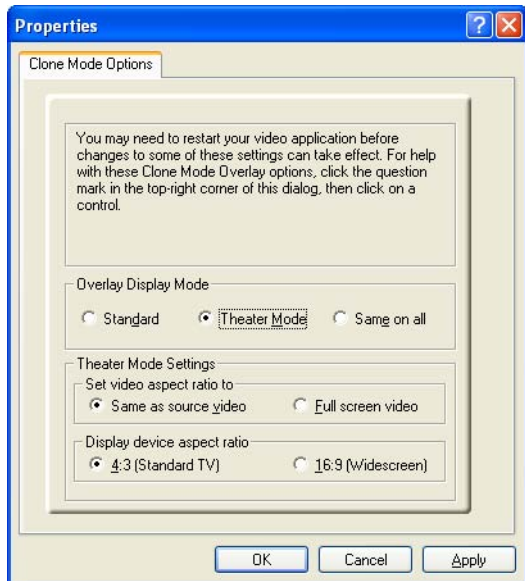 Properties
?
X
Clone Mode Options
You may need to restart your video application before
changes to some of these settings can take effect. For help
with these Clone Mode Overlay options, click the question
mark in the top-right corner of this dialog, then click on a
control.
Overlay Display Mode
Standard
Theater Mode
Same on all
Theater Mode Settings
Set video aspect ratio to
Same as source video
Full screen video
Display device aspect ratio
4:3 (Standard TV)
16:9 (Widescreen)
OK
Cancel
Apply